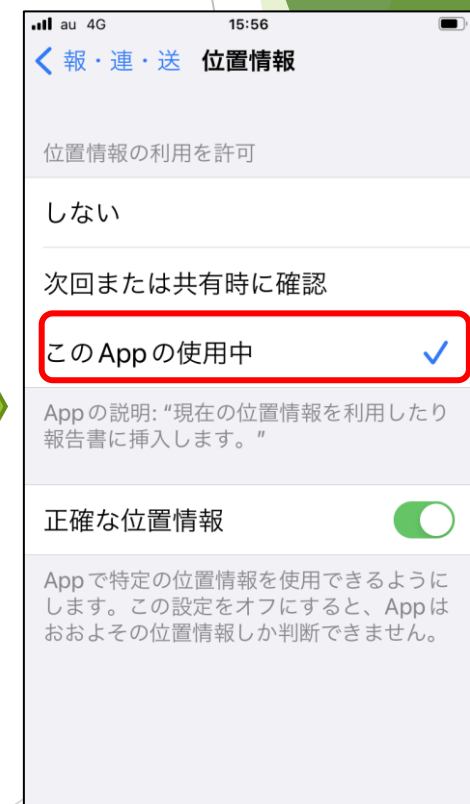 au 4G 15:56
報・連・送 位置情報
位置情報の利用を許可
しない
次回または共有時に確認
このAppの使用中
Appの説明: “現在の位置情報を利用したり
報告書に挿入します。”
正確な位置情報
Appで特定の位置情報を使用できるように
します。この設定をオフにすると、Appは
おおよその位置情報しか判断できません。